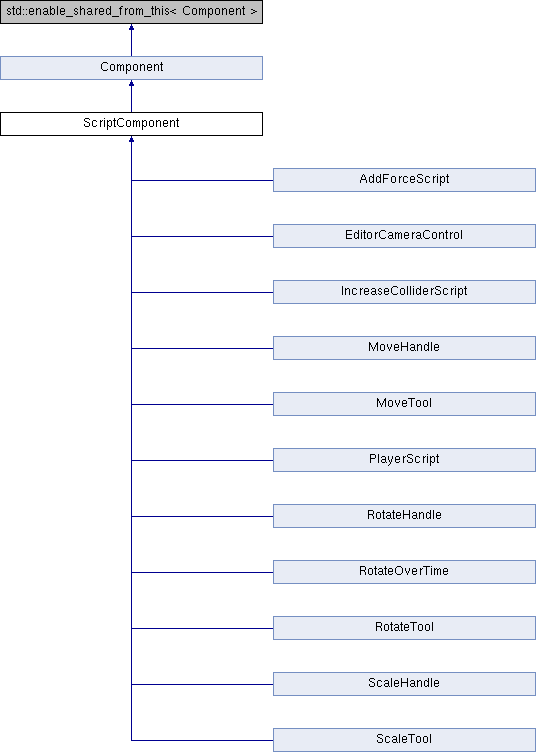 std::enable_shared_from_this< Component >
Component
ScriptComponent
AddForceScript
EditorCameraControl
IncreaseColliderScript
MoveHandle
MoveTool
PlayerScript
RotateHandle
RotateOverTime
RotateTool
ScaleHandle
ScaleTool